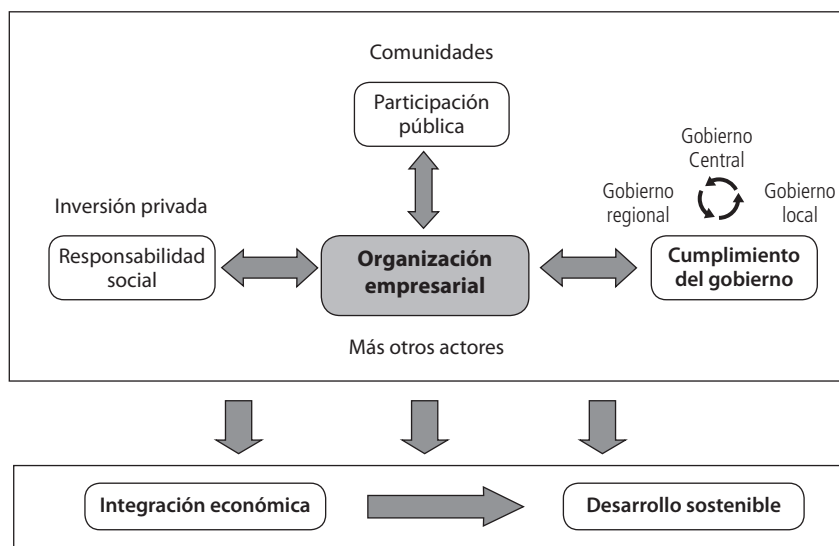 Comunidades
Participación
pública
Gobierno
Central
Gobierno
regional
Gobierno
local
Inversión privada
Responsabilidad
social
Organización
empresarial
Cumplimiento
del gobierno
Más otros actores
Integración económica
Desarrollo sostenible